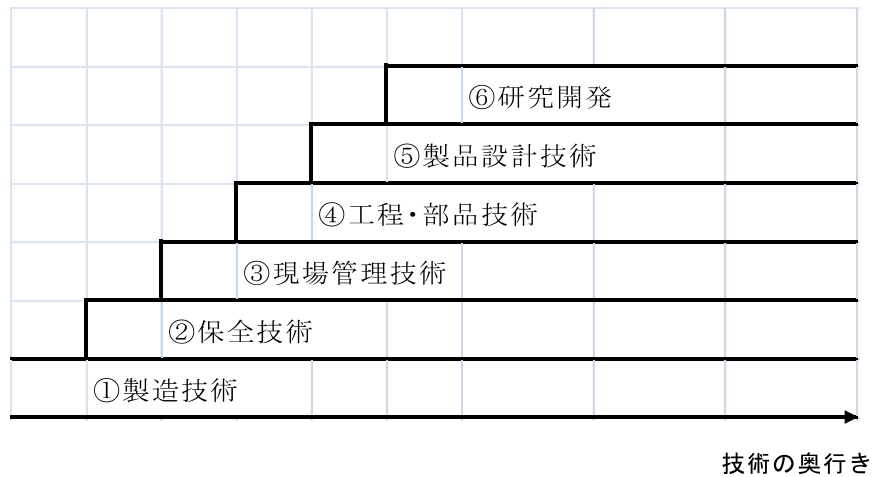 ⑥研究開発
⑤製品設計技術
④工程・部品技術
③現場管理技術
②保全技術
①製造技術
技術の奥行き